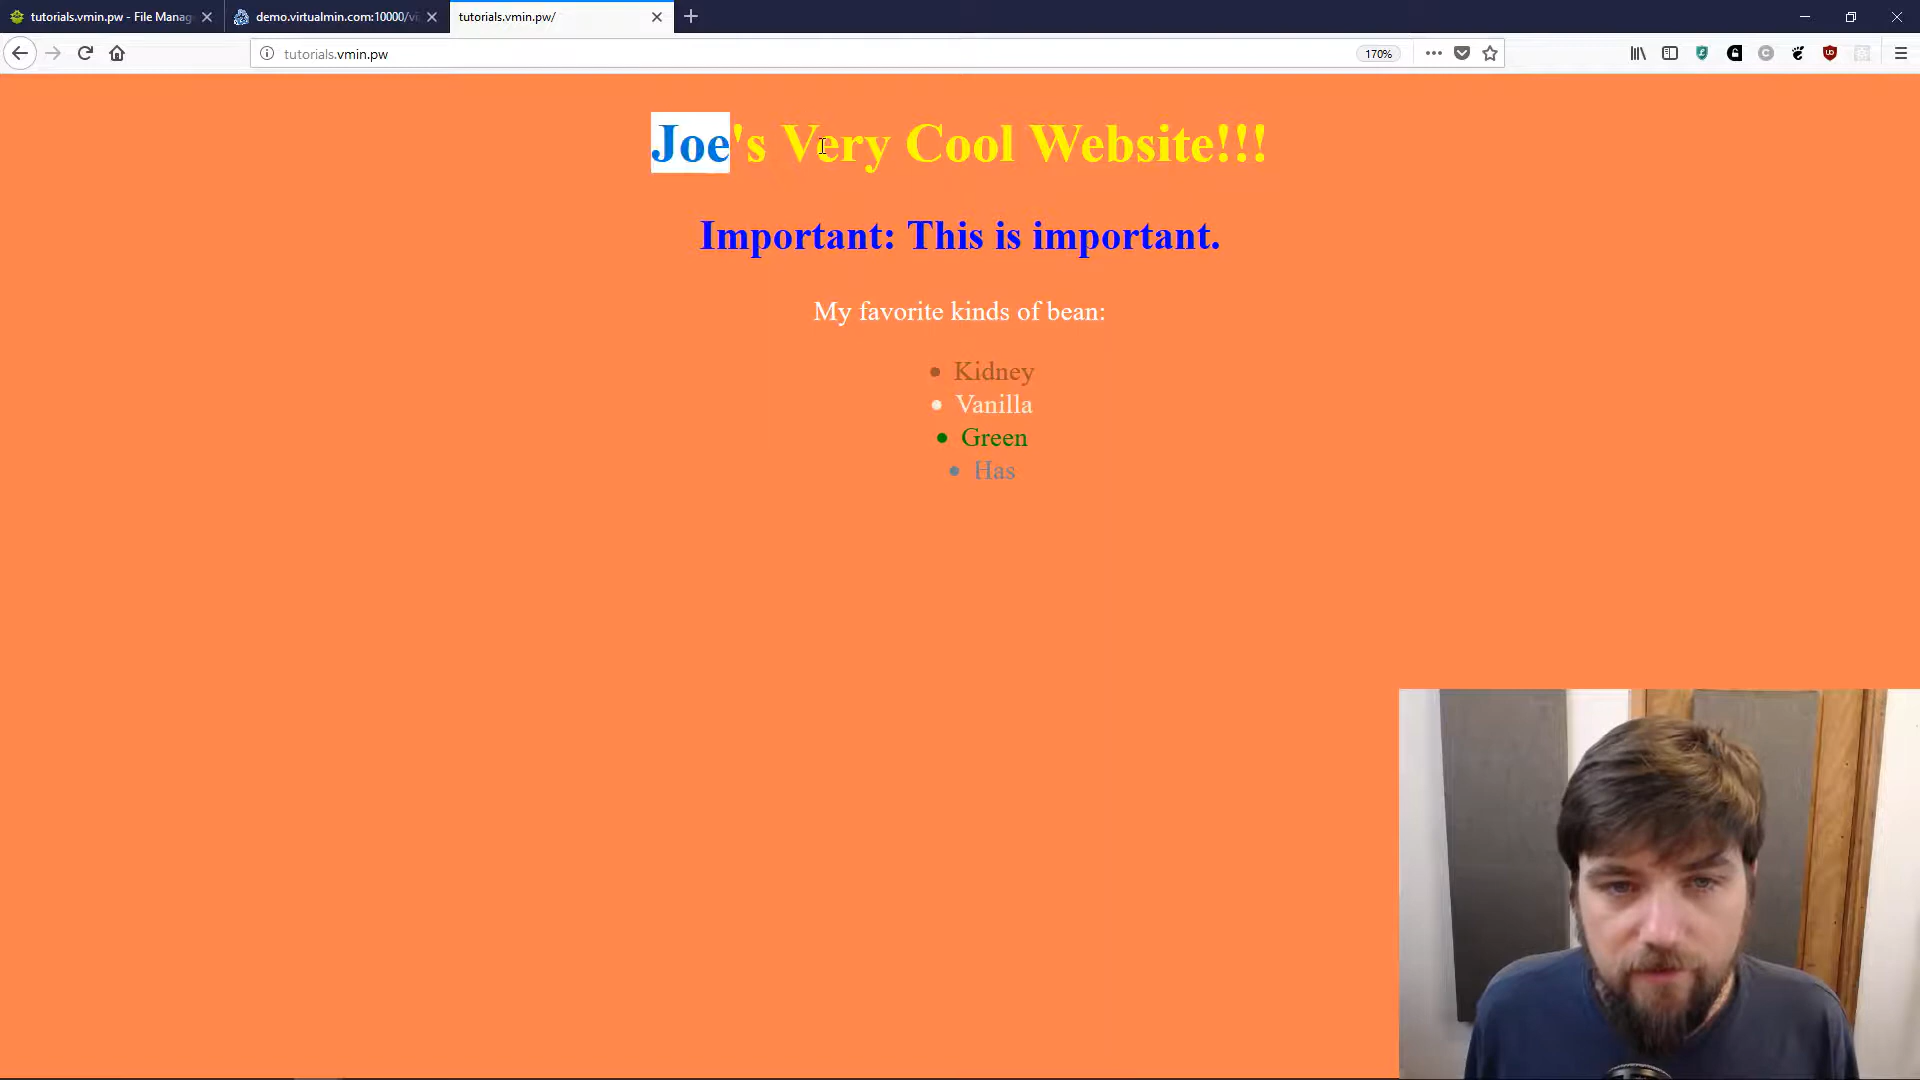 tutorials.vmin.pw - File Manag
demo.virtualmin.com:10000/vi
tutorials.vmin.pw/
tutorials.vmin.pw
170%
Joe's Very Cool Website!!!
Important: This is important.
My favorite kinds of bean:
• Kidney
• Vanilla
• Green
• Has